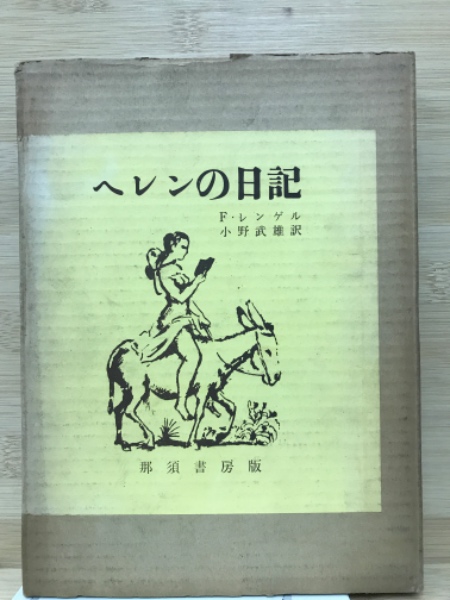 ヘレンの日記
F・レンゲル
小野武雄訳
那須書房版